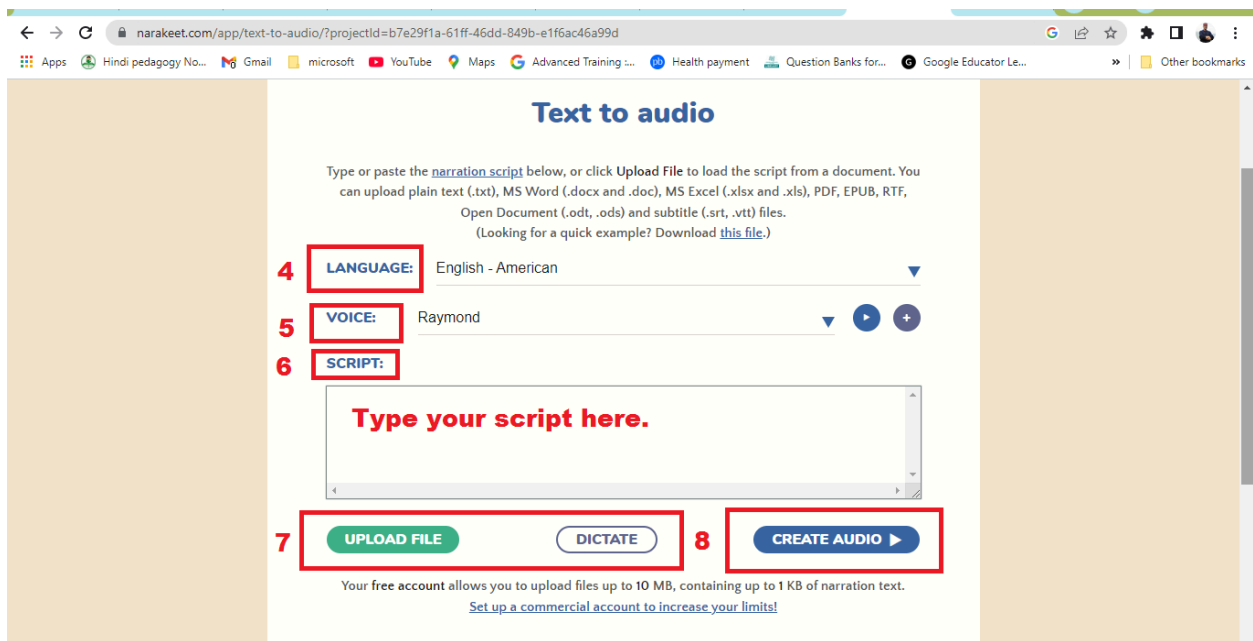 narakeet.com/app/text-to-audio/?projectId=b7e29f1a-61ff-46dd-849b-e1f6ac46a99d
Apps Hindi pedagogy No... Gmail microsoft YouTube Maps Advanced Training :... Health payment Question Banks for... Google Educator Le... » Other bookmarks
Text to audio
Type or paste the narration script below, or click Upload File to load the script from a document. You
can upload plain text (.txt), MS Word (.docx and .doc), MS Excel (.xlsx and .xls), PDF, EPUB, RTF,
Open Document (.odt, .ods) and subtitle (.srt, .vtt) files.
(Looking for a quick example? Download this file.)
4 LANGUAGE: English - American
5 VOICE: Raymond
6 SCRIPT:
Type your script here.
7 UPLOAD FILE DICTATE 8 CREATE AUDIO
Your free account allows you to upload files up to 10 MB, containing up to 1 KB of narration text.
Set up a commercial account to increase your limits!